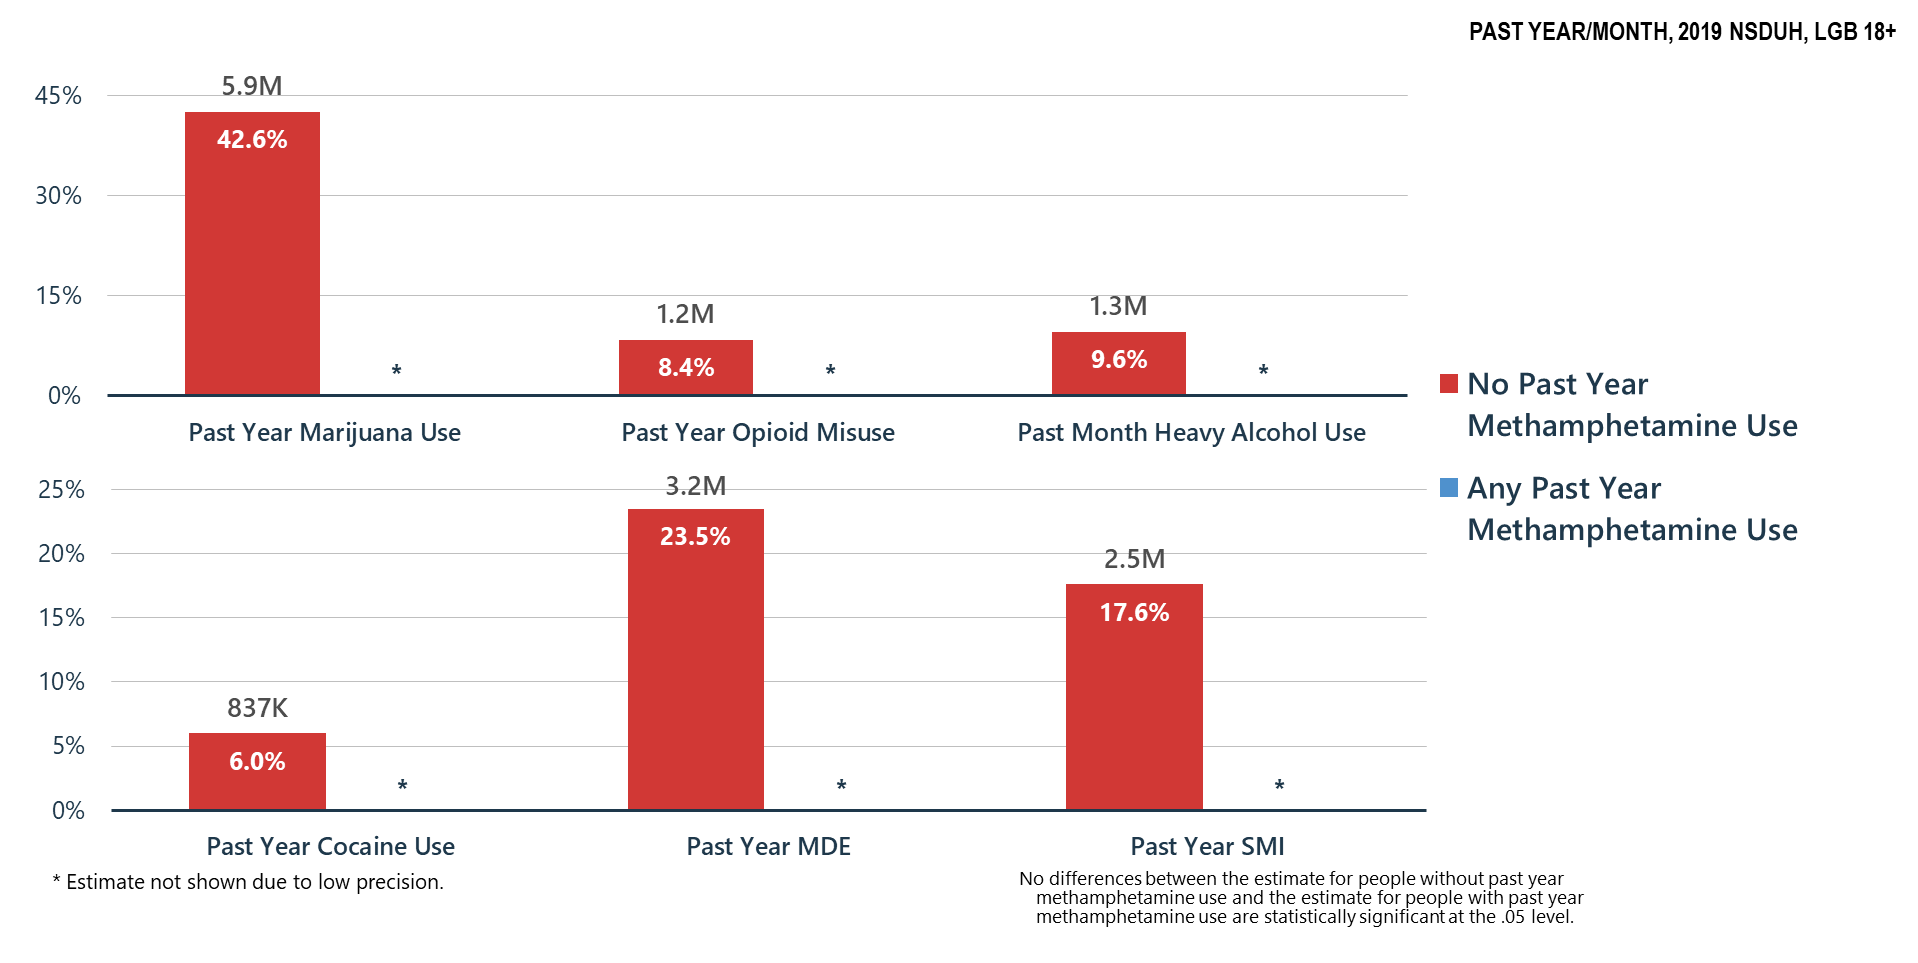 PAST YEAR/MONTH, 2019 NSDUH, LGB 18+
45%
30%
15%
0%
5.9M
42.6%
*
1.2M
8.4%
*
1.3M
9.6%
*
Past Year Marijuana Use
Past Year Opioid Misuse
Past Month Heavy Alcohol Use
No Past Year
Methamphetamine Use
Any Past Year
Methamphetamine Use
25%
20%
15%
10%
5%
0%
837K
6.0%
*
3.2M
23.5%
*
2.5M
17.6%
*
Past Year Cocaine Use
Past Year MDE
Past Year SMI
* Estimate not shown due to low precision.
No differences between the estimate for people without past year
methamphetamine use and the estimate for people with past year
methamphetamine use are statistically significant at the .05 level.